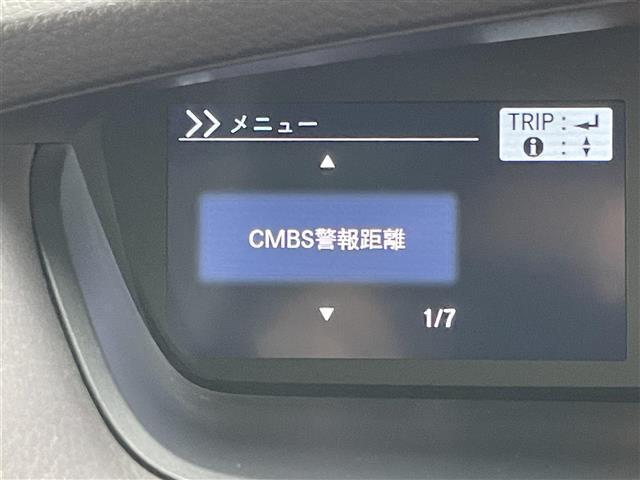 >> メニュー
TRIP : ↲
i : ▲▼
▲
CMBS警報距離
▼
1/7